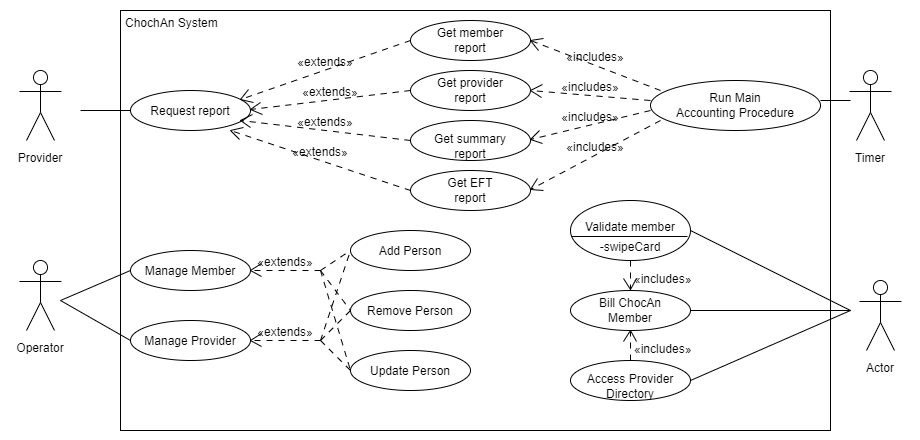 ChochAn System
Get member
report
«extends»
«includes»
Get provider
report
«extends»
«includes»
Request report
Run Main
Accounting Procedure
«extends»
«includes»
Get summary
report
Provider
Timer
«extends»
«includes»
Get EFT
report
Validate member
-swipeCard
Add Person
«extends»
Manage Member
«includes»
Bill ChocAn
Member
Remove Person
«extends»
Manage Provider
Operator
«includes»
Update Person
Access Provider
Directory
Actor